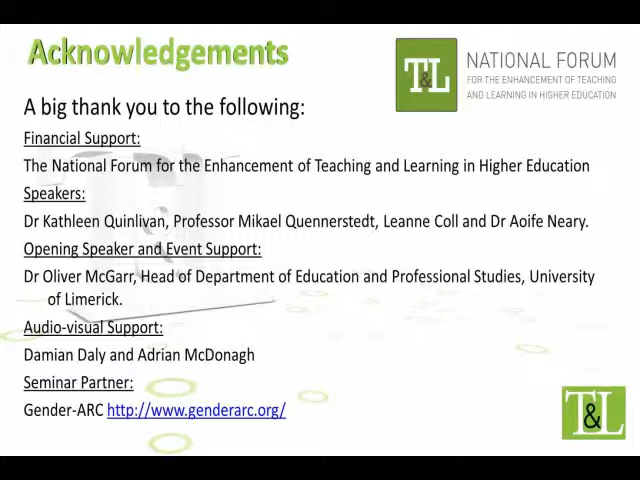 Acknowledgements
T&L
NATIONAL FORUM
FOR THE ENHANCEMENT OF TEACHING
AND LEARNING IN HIGHER EDUCATION
A big thank you to the following:
Financial Support:
The National Forum for the Enhancement of Teaching and Learning in Higher Education
Speakers:
Dr Kathleen Quinlivan, Professor Mikael Quennerstedt, Leanne Coll and Dr Aoife Neary.
Opening Speaker and Event Support:
Dr Oliver McGarr, Head of Department of Education and Professional Studies, University
of Limerick.
Audio-visual Support:
Damian Daly and Adrian McDonagh
Seminar Partner:
Gender-ARC http://www.genderarc.org/
T&L